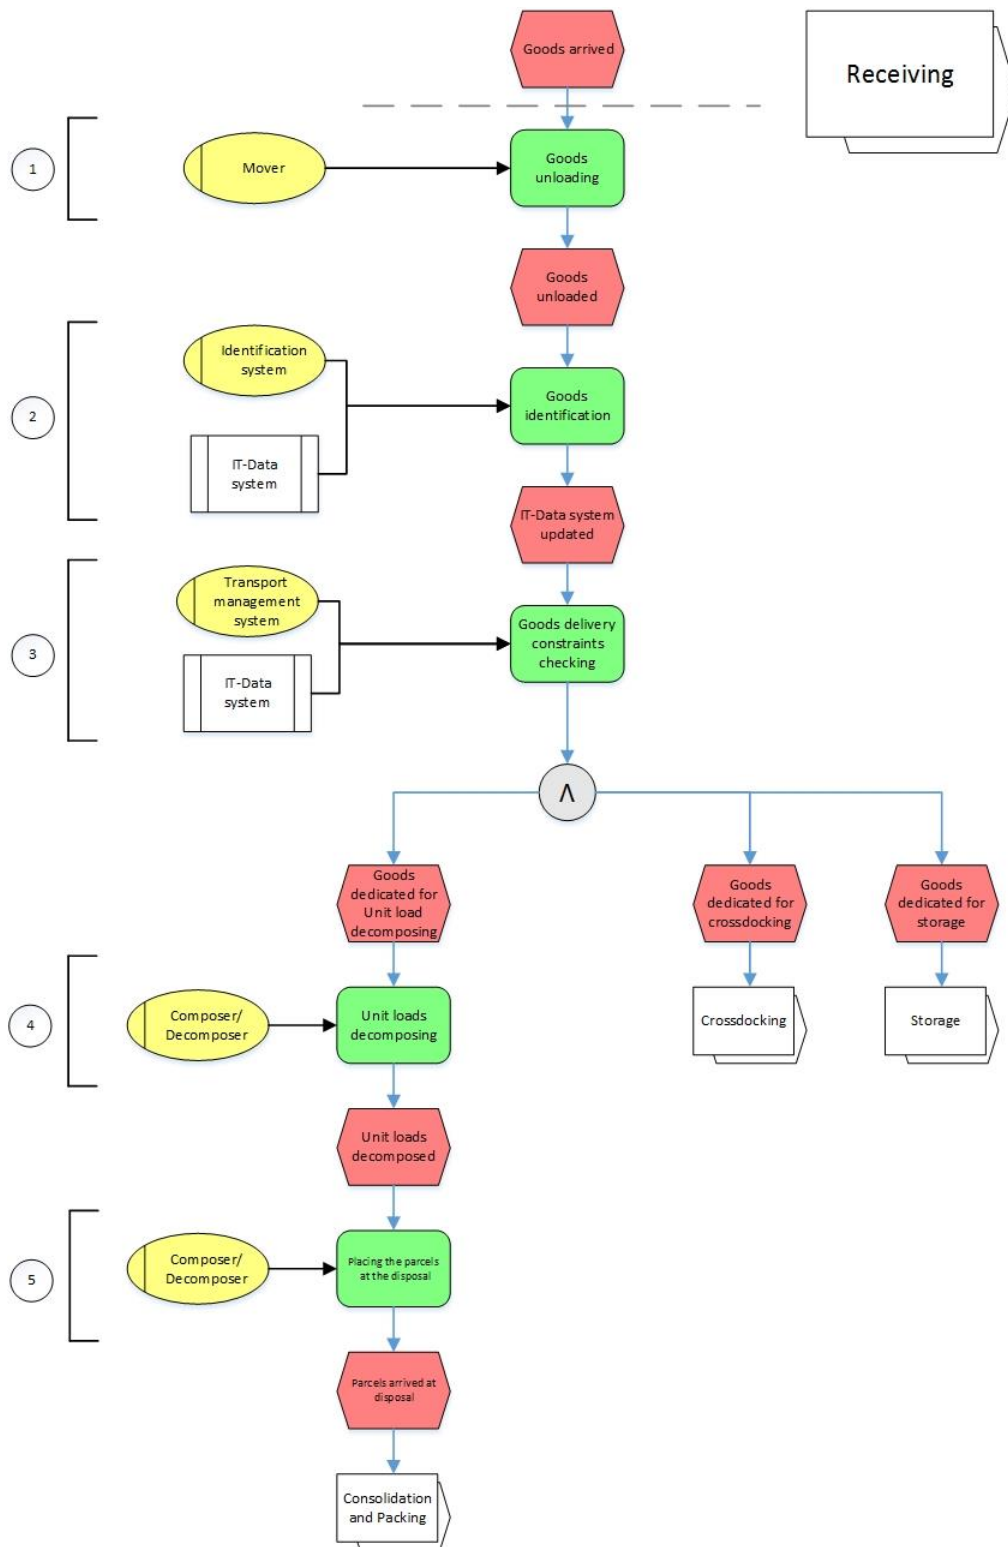 Goods arrived
Receiving
1
Mover
Goods
unloading
Goods
unloaded
2
Identification
system
IT-Data
system
Goods
identification
IT-Data system
updated
3
Transport
management
system
IT-Data
system
Goods delivery
constraints
checking
Λ
Goods
dedicated for
Unit load
decomposing
Goods
dedicated for
crossdocking
Goods
dedicated for
storage
4
Composer/
Decomposer
Unit loads
decomposing
Crossdocking
Storage
Unit loads
decomposed
5
Composer/
Decomposer
Placing the parcels
at the disposal
Parcels arrived at
disposal
Consolidation
and Packing